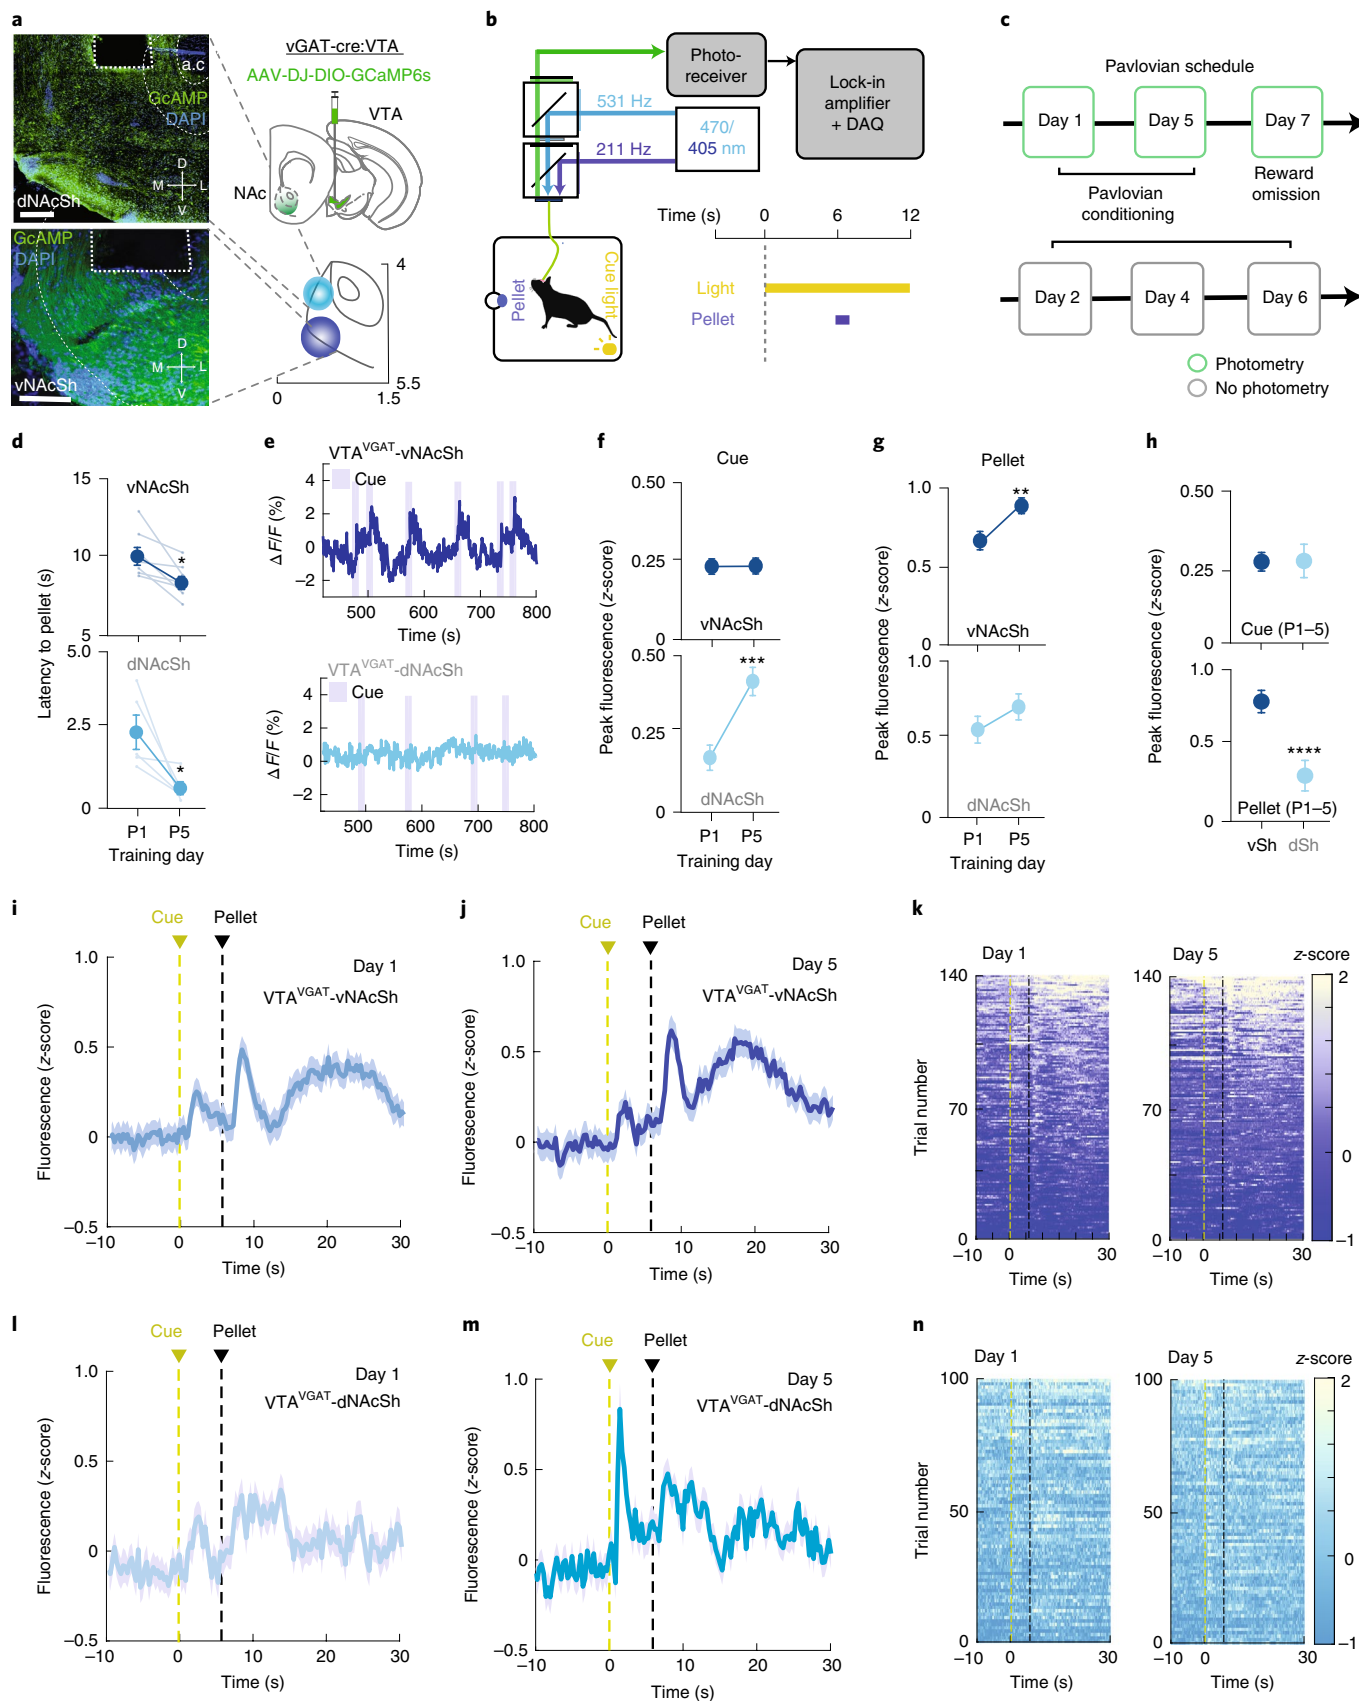 a
a.c
GcAMP
DAPI
D
M
L
V
dNAcSh
GcAMP
DAPI
D
M
L
V
vNAcSh
vGAT-cre:VTA
AAV-DJ-DIO-GCaMP6s
VTA
NAc
4
5.5
0
1.5
b
Photo-
receiver
Lock-in
amplifier
+ DAQ
531 Hz
211 Hz
470/
405 nm
Pellet
Cue light
Time (s)
0
6
12
Light
Pellet
c
Pavlovian schedule
Day 1
Day 5
Day 7
Pavlovian
conditioning
Reward
omission
Day 2
Day 4
Day 6
Photometry
No photometry
d
15
vNAcSh
10
*
5
5.0
dNAcSh
2.5
*
0
Latency to pellet (s)
P1
P5
Training day
e
VTAVGAT-vNAcSh
Cue
4
2
0
−2
ΔF/F (%)
500
600
700
800
Time (s)
VTAVGAT-dNAcSh
Cue
4
2
0
−2
ΔF/F (%)
500
600
700
800
Time (s)
f
Cue
0.50
0.25
0
vNAcSh
0.50
***
0.25
0
dNAcSh
Peak fluorescence (z-score)
P1
P5
Training day
g
Pellet
1.0
**
0.5
0
vNAcSh
1.0
0.5
0
dNAcSh
Peak fluorescence (z-score)
P1
P5
Training day
h
0.50
0.25
0
Cue (P1–5)
1.0
0.5
****
0
Pellet (P1–5)
Peak fluorescence (z-score)
vSh
dSh
i
Cue
Pellet
1.0
0.5
0
−0.5
Day 1
VTAVGAT-vNAcSh
Fluorescence (z-score)
−10
0
10
20
30
Time (s)
j
Cue
Pellet
1.0
0.5
0
−0.5
Day 5
VTAVGAT-vNAcSh
Fluorescence (z-score)
−10
0
10
20
30
Time (s)
k
Day 1
Day 5
z-score
140
70
0
Trial number
−10
0
30
Time (s)
140
70
0
−10
0
30
Time (s)
2
0
−1
l
Cue
Pellet
1.0
0.5
0
−0.5
Day 1
VTAVGAT-dNAcSh
Fluorescence (z-score)
−10
0
10
20
30
Time (s)
m
Cue
Pellet
1.0
0.5
0
−0.5
Day 5
VTAVGAT-dNAcSh
Fluorescence (z-score)
−10
0
10
20
30
Time (s)
n
Day 1
Day 5
z-score
100
50
0
Trial number
−10
0
30
Time (s)
100
50
0
−10
0
30
Time (s)
2
0
−1